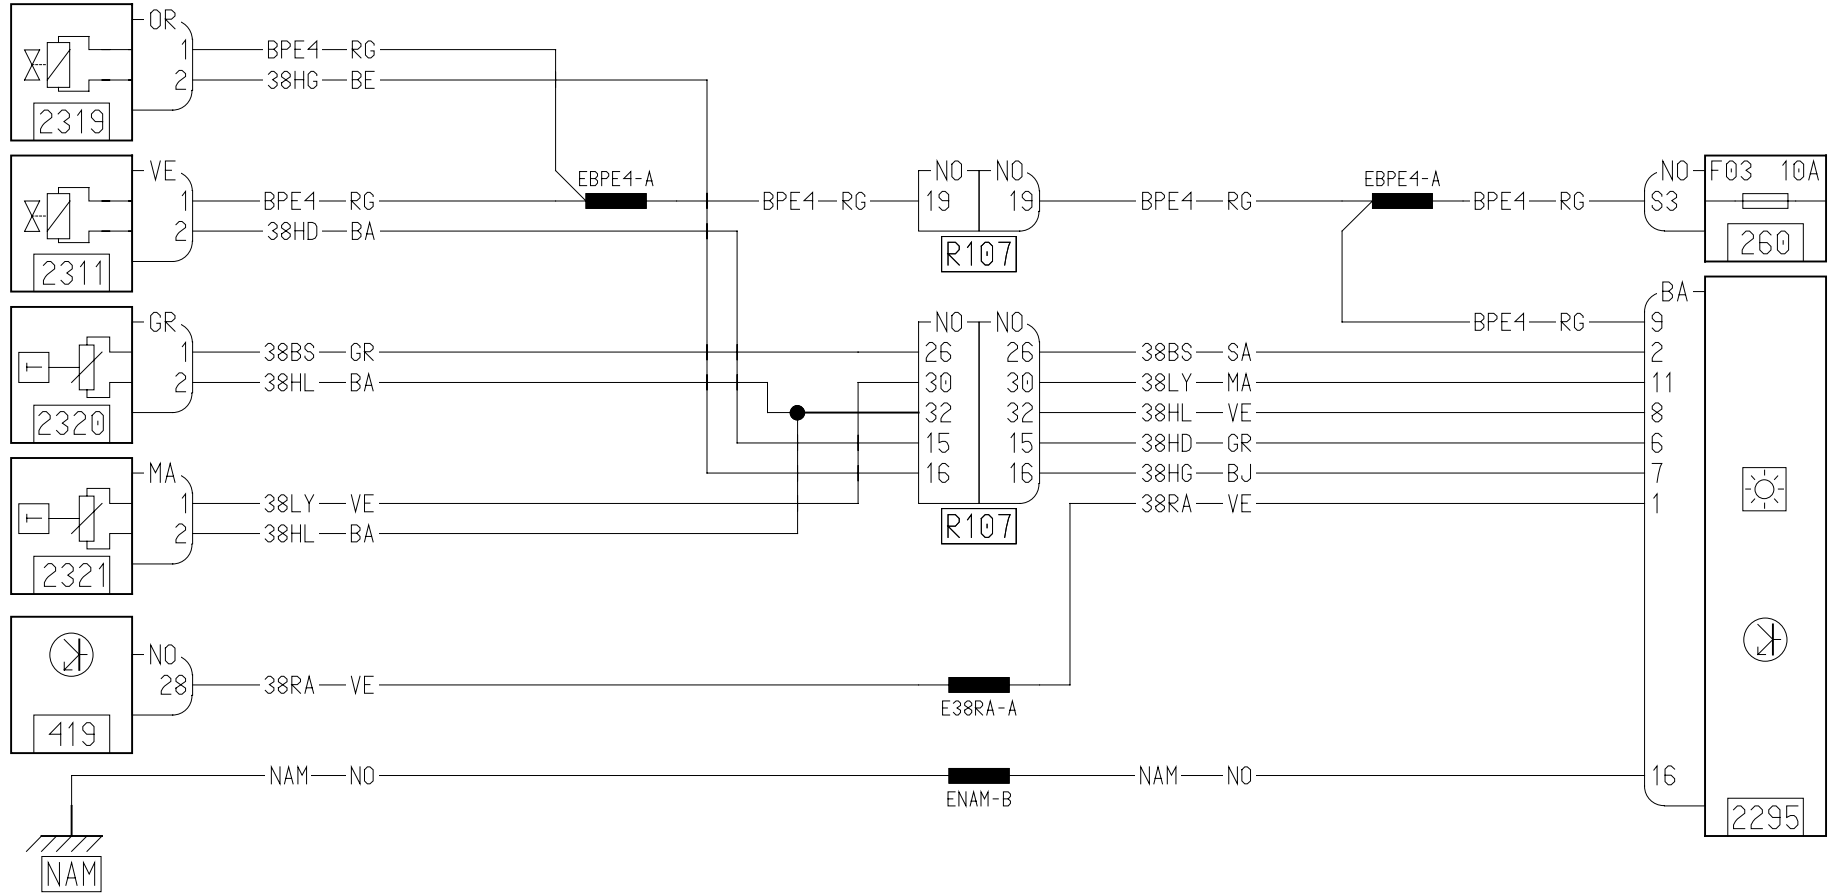 OR
1 BPE4 RG
2 38HG BE
2319
VE
1 BPE4 RG EBPE4-A BPE4 RG
2 38HD BA
2311
NO NO
19 19 BPE4 RG EBPE4-A BPE4 RG
R107
NO F03 10A
S3
260
GR
1 38BS GR
2 38HL BA
2320
MA
1 38LY VE
2 38HL BA
2321
NO NO
26 26 38BS SA
30 30 38LY MA
32 32 38HL VE
15 15 38HD GR
16 16 38HG BJ
R107
38RA VE
BA
BPE4 RG 9
2
11
8
6
7
1
NO
28 38RA VE
E38RA-A
419
NAM NO NAM NO 16
ENAM-B
2295
NAM